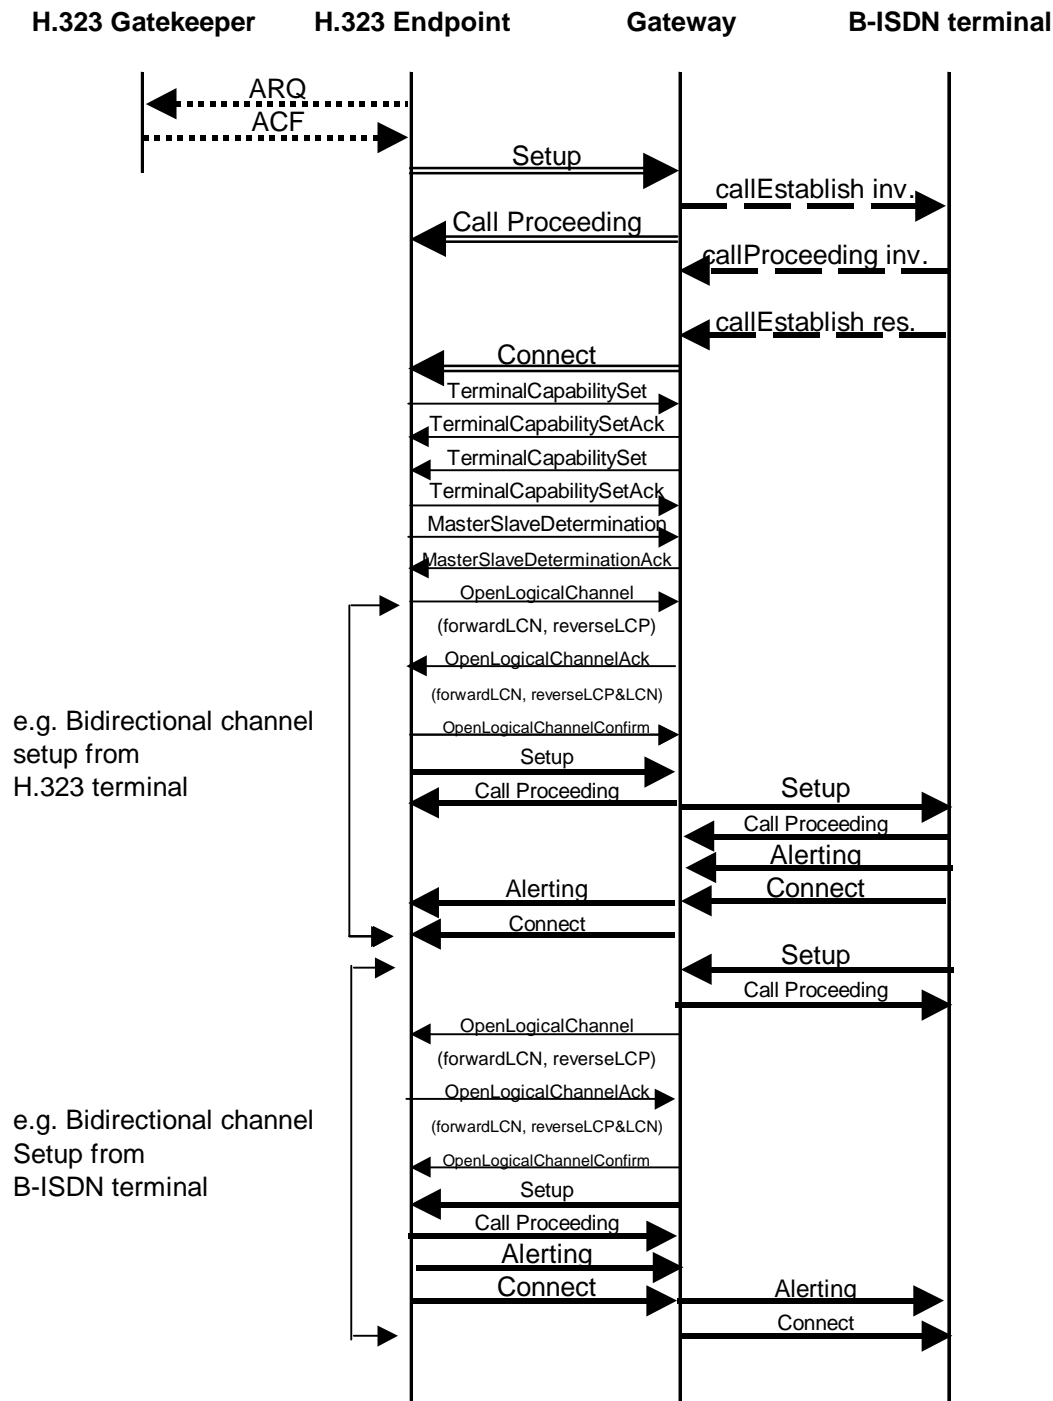 H.323 Gatekeeper
H.323 Endpoint
Gateway
B-ISDN terminal
ARQ
ACF
Setup
callEstablish inv.
Call Proceeding
callProceeding inv.
callEstablish res.
Connect
TerminalCapabilitySet
TerminalCapabilitySetAck
TerminalCapabilitySet
TerminalCapabilitySetAck
MasterSlaveDetermination
MasterSlaveDeterminationAck
OpenLogicalChannel
(forwardLCN, reverseLCP)
OpenLogicalChannelAck
(forwardLCN, reverseLCP&LCN)
e.g. Bidirectional channel
setup from
H.323 terminal
OpenLogicalChannelConfirm
Setup
Call Proceeding
Setup
Call Proceeding
Alerting
Connect
Alerting
Connect
Setup
Call Proceeding
OpenLogicalChannel
(forwardLCN, reverseLCP)
OpenLogicalChannelAck
(forwardLCN, reverseLCP&LCN)
e.g. Bidirectional channel
Setup from
B-ISDN terminal
OpenLogicalChannelConfirm
Setup
Call Proceeding
Alerting
Connect
Alerting
Connect